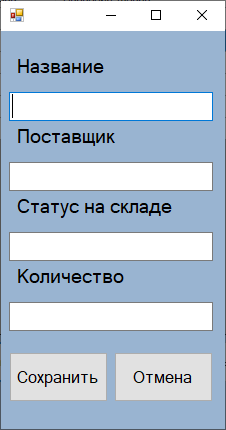 Название
Поставщик
Статус на складе
Количество
Сохранить Отмена